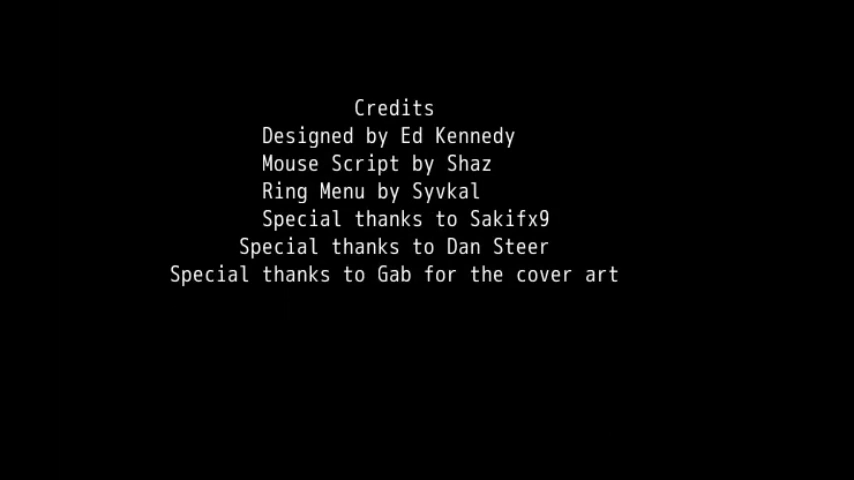 Credits
Designed by Ed Kennedy
Mouse Script by Shaz
Ring Menu by Syvkal
Special thanks to Sakifx9
Special thanks to Dan Steer
Special thanks to Gab for the cover art